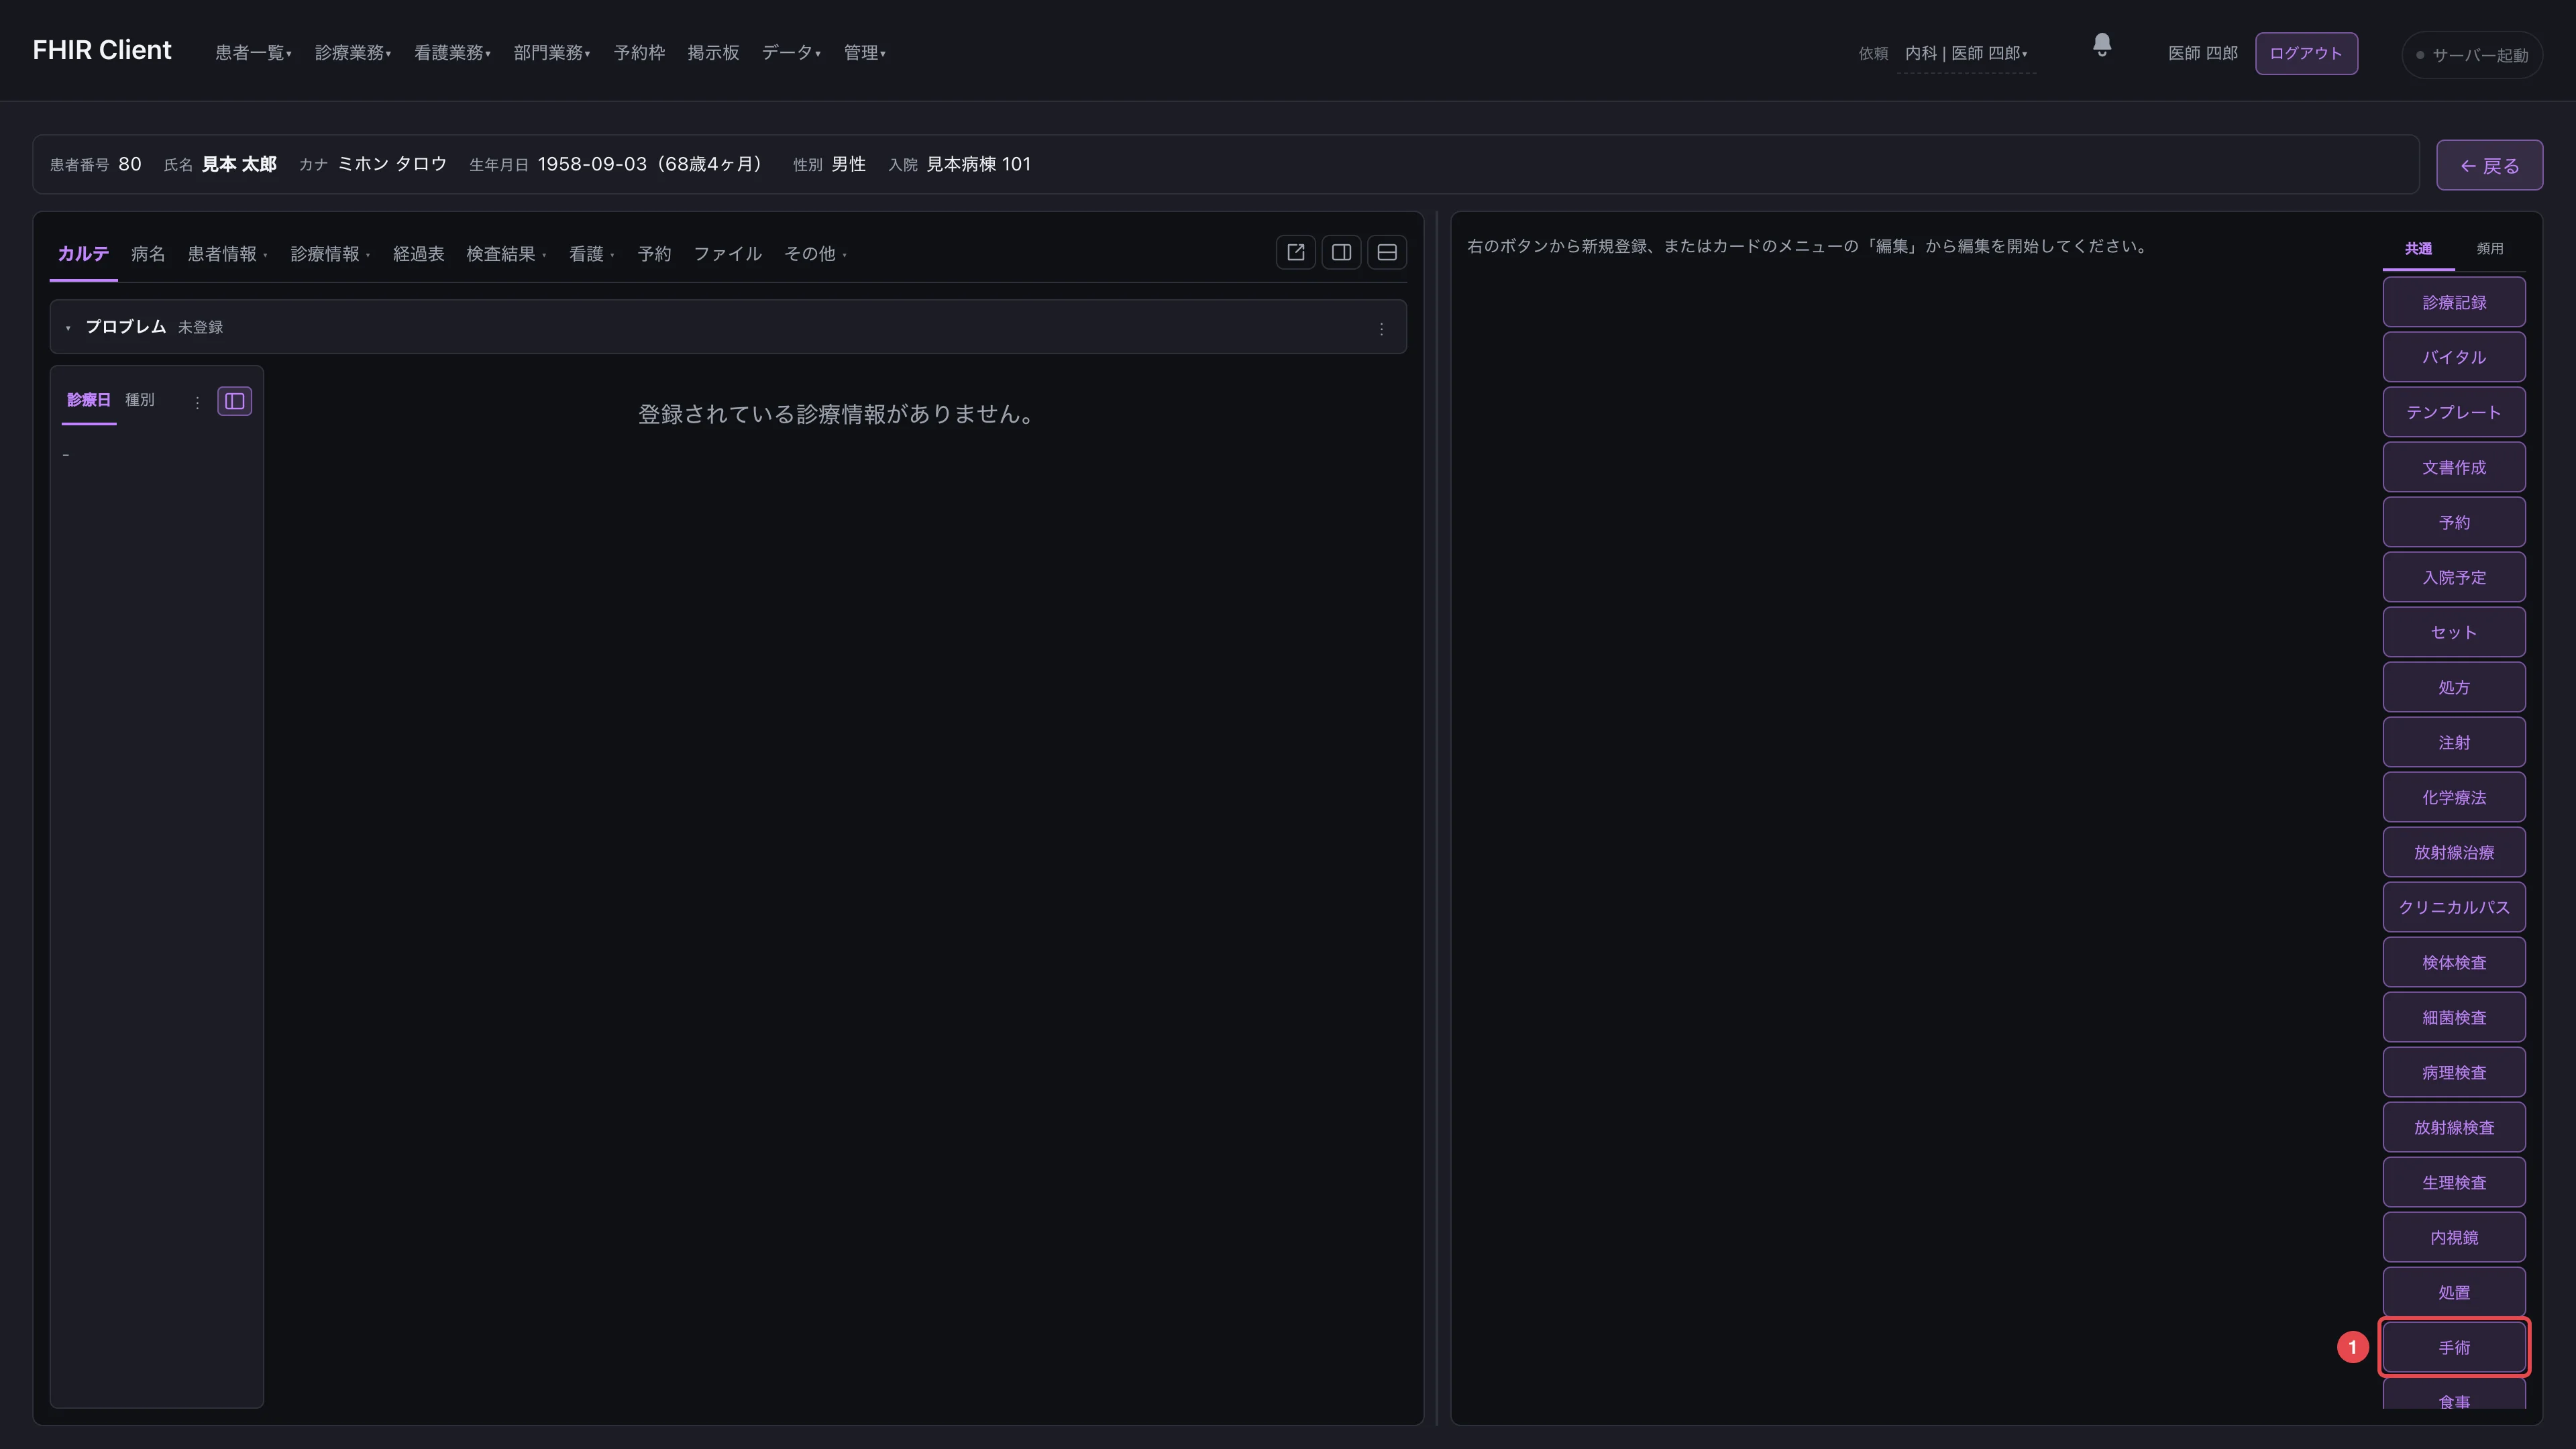 FHIR Client 患者一覧▾ 診療業務▾ 看護業務▾ 部門業務▾ 予約枠 掲示板 データ▾ 管理▾ 依頼 内科 | 医師 四郎▾ 医師 四郎 ログアウト サーバー起動
患者番号 80 氏名 見本 太郎 カナ ミホン タロウ 生年月日 1958-09-03（68歳4ヶ月） 性別 男性 入院 見本病棟 101 ← 戻る
カルテ 病名 患者情報▾ 診療情報▾ 経過表 検査結果▾ 看護▾ 予約 ファイル その他▾
▾ プロブレム 未登録 ⋮
診療日 種別 ⋮
-
登録されている診療情報がありません。
右のボタンから新規登録、またはカードのメニューの「編集」から編集を開始してください。
共通 頻用
診療記録
バイタル
テンプレート
文書作成
予約
入院予定
セット
処方
注射
化学療法
放射線治療
クリニカルパス
検体検査
細菌検査
病理検査
放射線検査
生理検査
内視鏡
処置
1 手術
食事